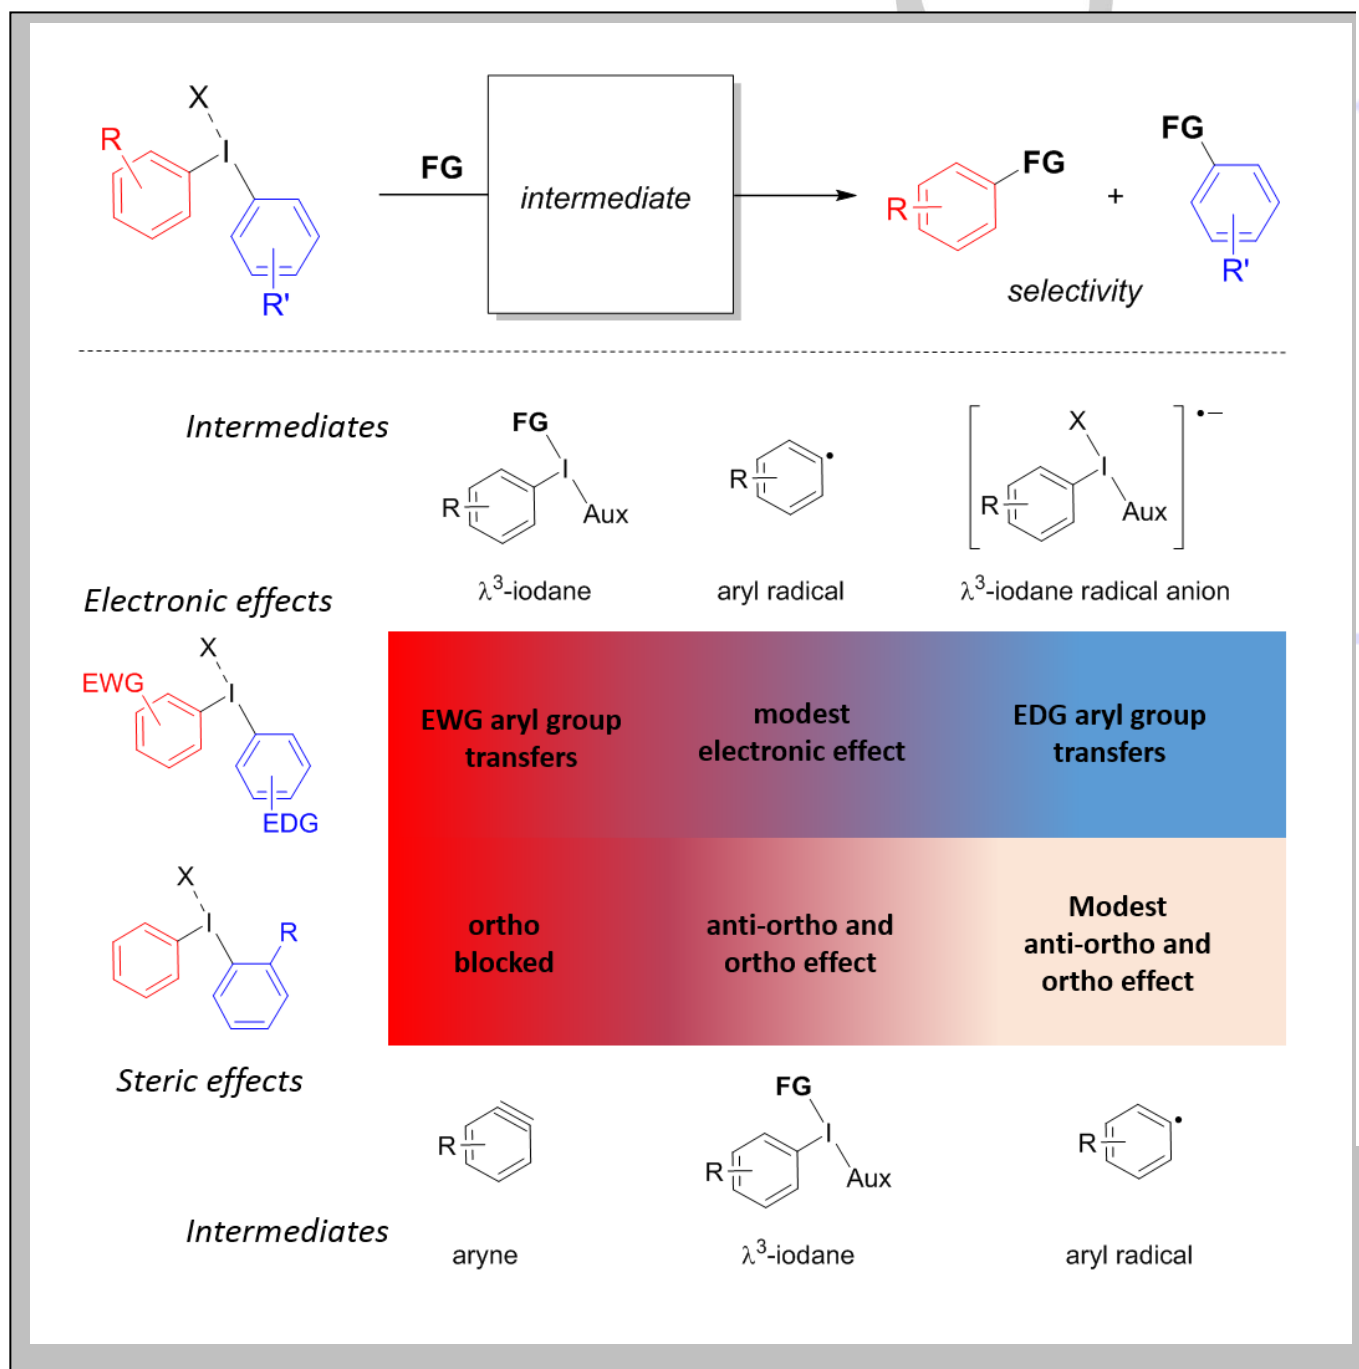 X
R
I
R'
FG
intermediate
R
FG
+
FG
R'
selectivity
Intermediates
FG
I
R
Aux
λ³-iodane
R
•
aryl radical
X
I
R
Aux
•–
λ³-iodane radical anion
Electronic effects
X
EWG
I
EDG
EWG aryl group
transfers
modest
electronic effect
EDG aryl group
transfers
X
I
R
ortho
blocked
anti-ortho and
ortho effect
Modest
anti-ortho and
ortho effect
Steric effects
Intermediates
R
aryne
FG
I
R
Aux
λ³-iodane
R
•
aryl radical